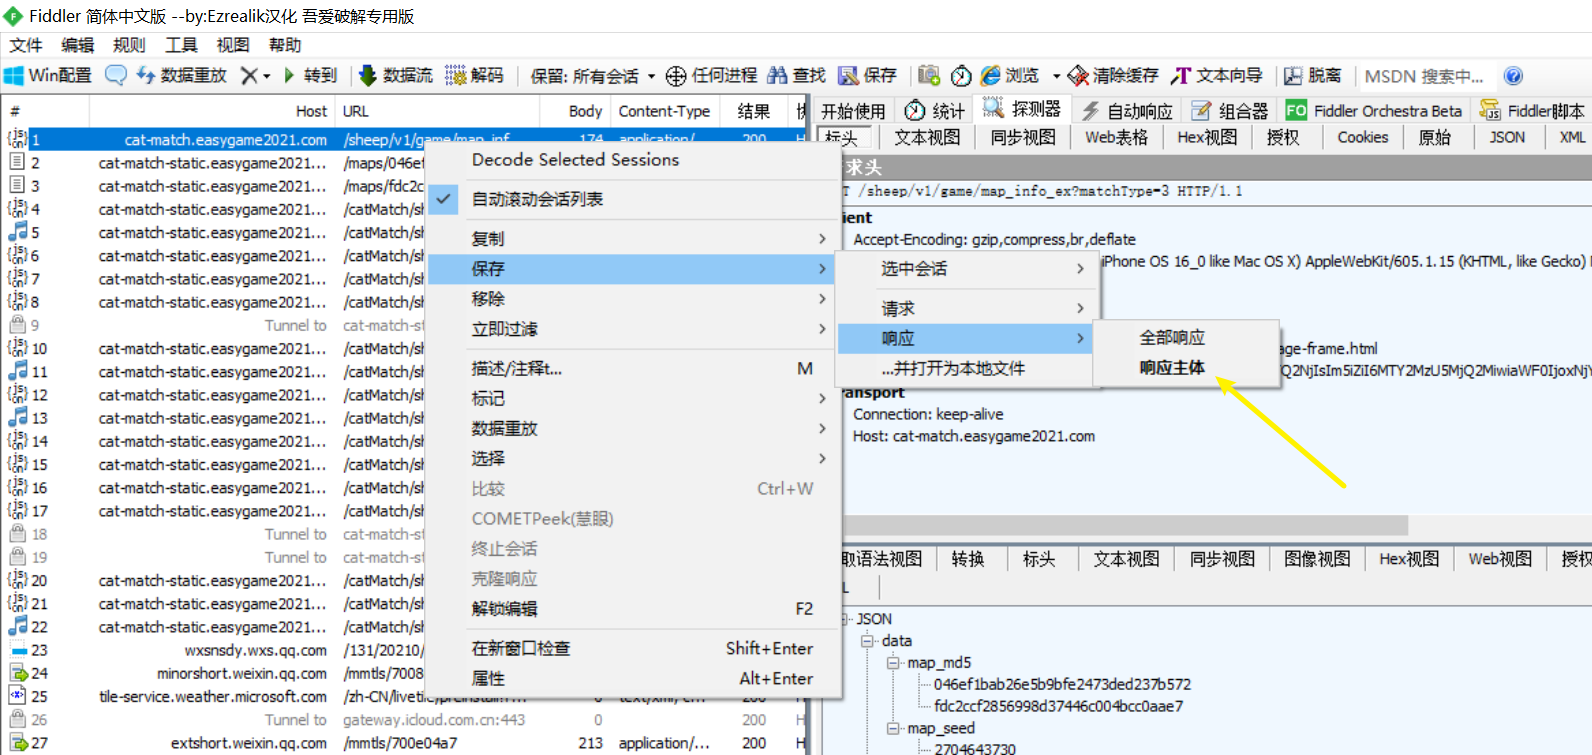 Fiddler 简体中文版 --by:Ezrealik汉化 吾爱破解专用版
文件 编辑 规则 工具 视图 帮助
Win配置 数据重放 转到 数据流 解码 保留: 所有会话 任何进程 查找 保存 浏览 清除缓存 文本向导 脱离 MSDN 搜索中...
# Host URL Body Content-Type 结果
开始使用 统计 探测器 自动响应 组合器 FO Fiddler Orchestra Beta Fiddler脚本
标头 文本视图 同步视图 Web表格 Hex视图 授权 Cookies 原始 JSON XML
1 cat-match.easygame2021.com /sheep/v1/game/map_inf... 174 application/... 200 H
2 cat-match-static.easygame2021... /maps/046ef
3 cat-match-static.easygame2021... /maps/fdc2c
4 cat-match-static.easygame2021... /catMatch/sh
5 cat-match-static.easygame2021... /catMatch/sh
6 cat-match-static.easygame2021... /catMatch/sh
7 cat-match-static.easygame2021... /catMatch/sh
8 cat-match-static.easygame2021... /catMatch/sh
9 Tunnel to cat-match-st
10 cat-match-static.easygame2021... /catMatch/sh
11 cat-match-static.easygame2021... /catMatch/sh
12 cat-match-static.easygame2021... /catMatch/sh
13 cat-match-static.easygame2021... /catMatch/sh
14 cat-match-static.easygame2021... /catMatch/sh
15 cat-match-static.easygame2021... /catMatch/sh
16 cat-match-static.easygame2021... /catMatch/sh
17 cat-match-static.easygame2021... /catMatch/sh
18 Tunnel to cat-match-st
19 Tunnel to cat-match-st
20 cat-match-static.easygame2021... /catMatch/sh
21 cat-match-static.easygame2021... /catMatch/sh
22 cat-match-static.easygame2021... /catMatch/sh
23 wxsnsdy.wxs.qq.com /131/20210/
24 minorshort.weixin.qq.com /mmtls/7008
25 tile-service.weather.microsoft.com /zh-CN/livetile/preinstall?... 0 text/xml, c... 200 H
26 Tunnel to gateway.icloud.com.cn:443 0 200 H
27 extshort.weixin.qq.com /mmtls/700e04a7 213 application/... 200 H
Decode Selected Sessions
自动滚动会话列表
复制
保存
移除
立即过滤
描述/注释t... M
标记
数据重放
选择
比较 Ctrl+W
COMETPeek(慧眼)
终止会话
克隆响应
解锁编辑 F2
在新窗口检查 Shift+Enter
属性 Alt+Enter
选中会话
请求
响应
...并打开为本地文件
全部响应
响应主体
求头
T /sheep/v1/game/map_info_ex?matchType=3 HTTP/1.1
ient
Accept-Encoding: gzip,compress,br,deflate
iPhone OS 16_0 like Mac OS X) AppleWebKit/605.1.15 (KHTML, like Gecko)
age-frame.html
Q2NjIsIm5iZiI6MTY2MzU5MjQ2MiwiaWF0IjoxNjY
ransport
Connection: keep-alive
Host: cat-match.easygame2021.com
取语法视图 转换 标头 文本视图 同步视图 图像视图 Hex视图 Web视图 授权
L
JSON
data
map_md5
046ef1bab26e5b9bfe2473ded237b572
fdc2ccf2856998d37446c004bcc0aae7
map_seed
2704643730